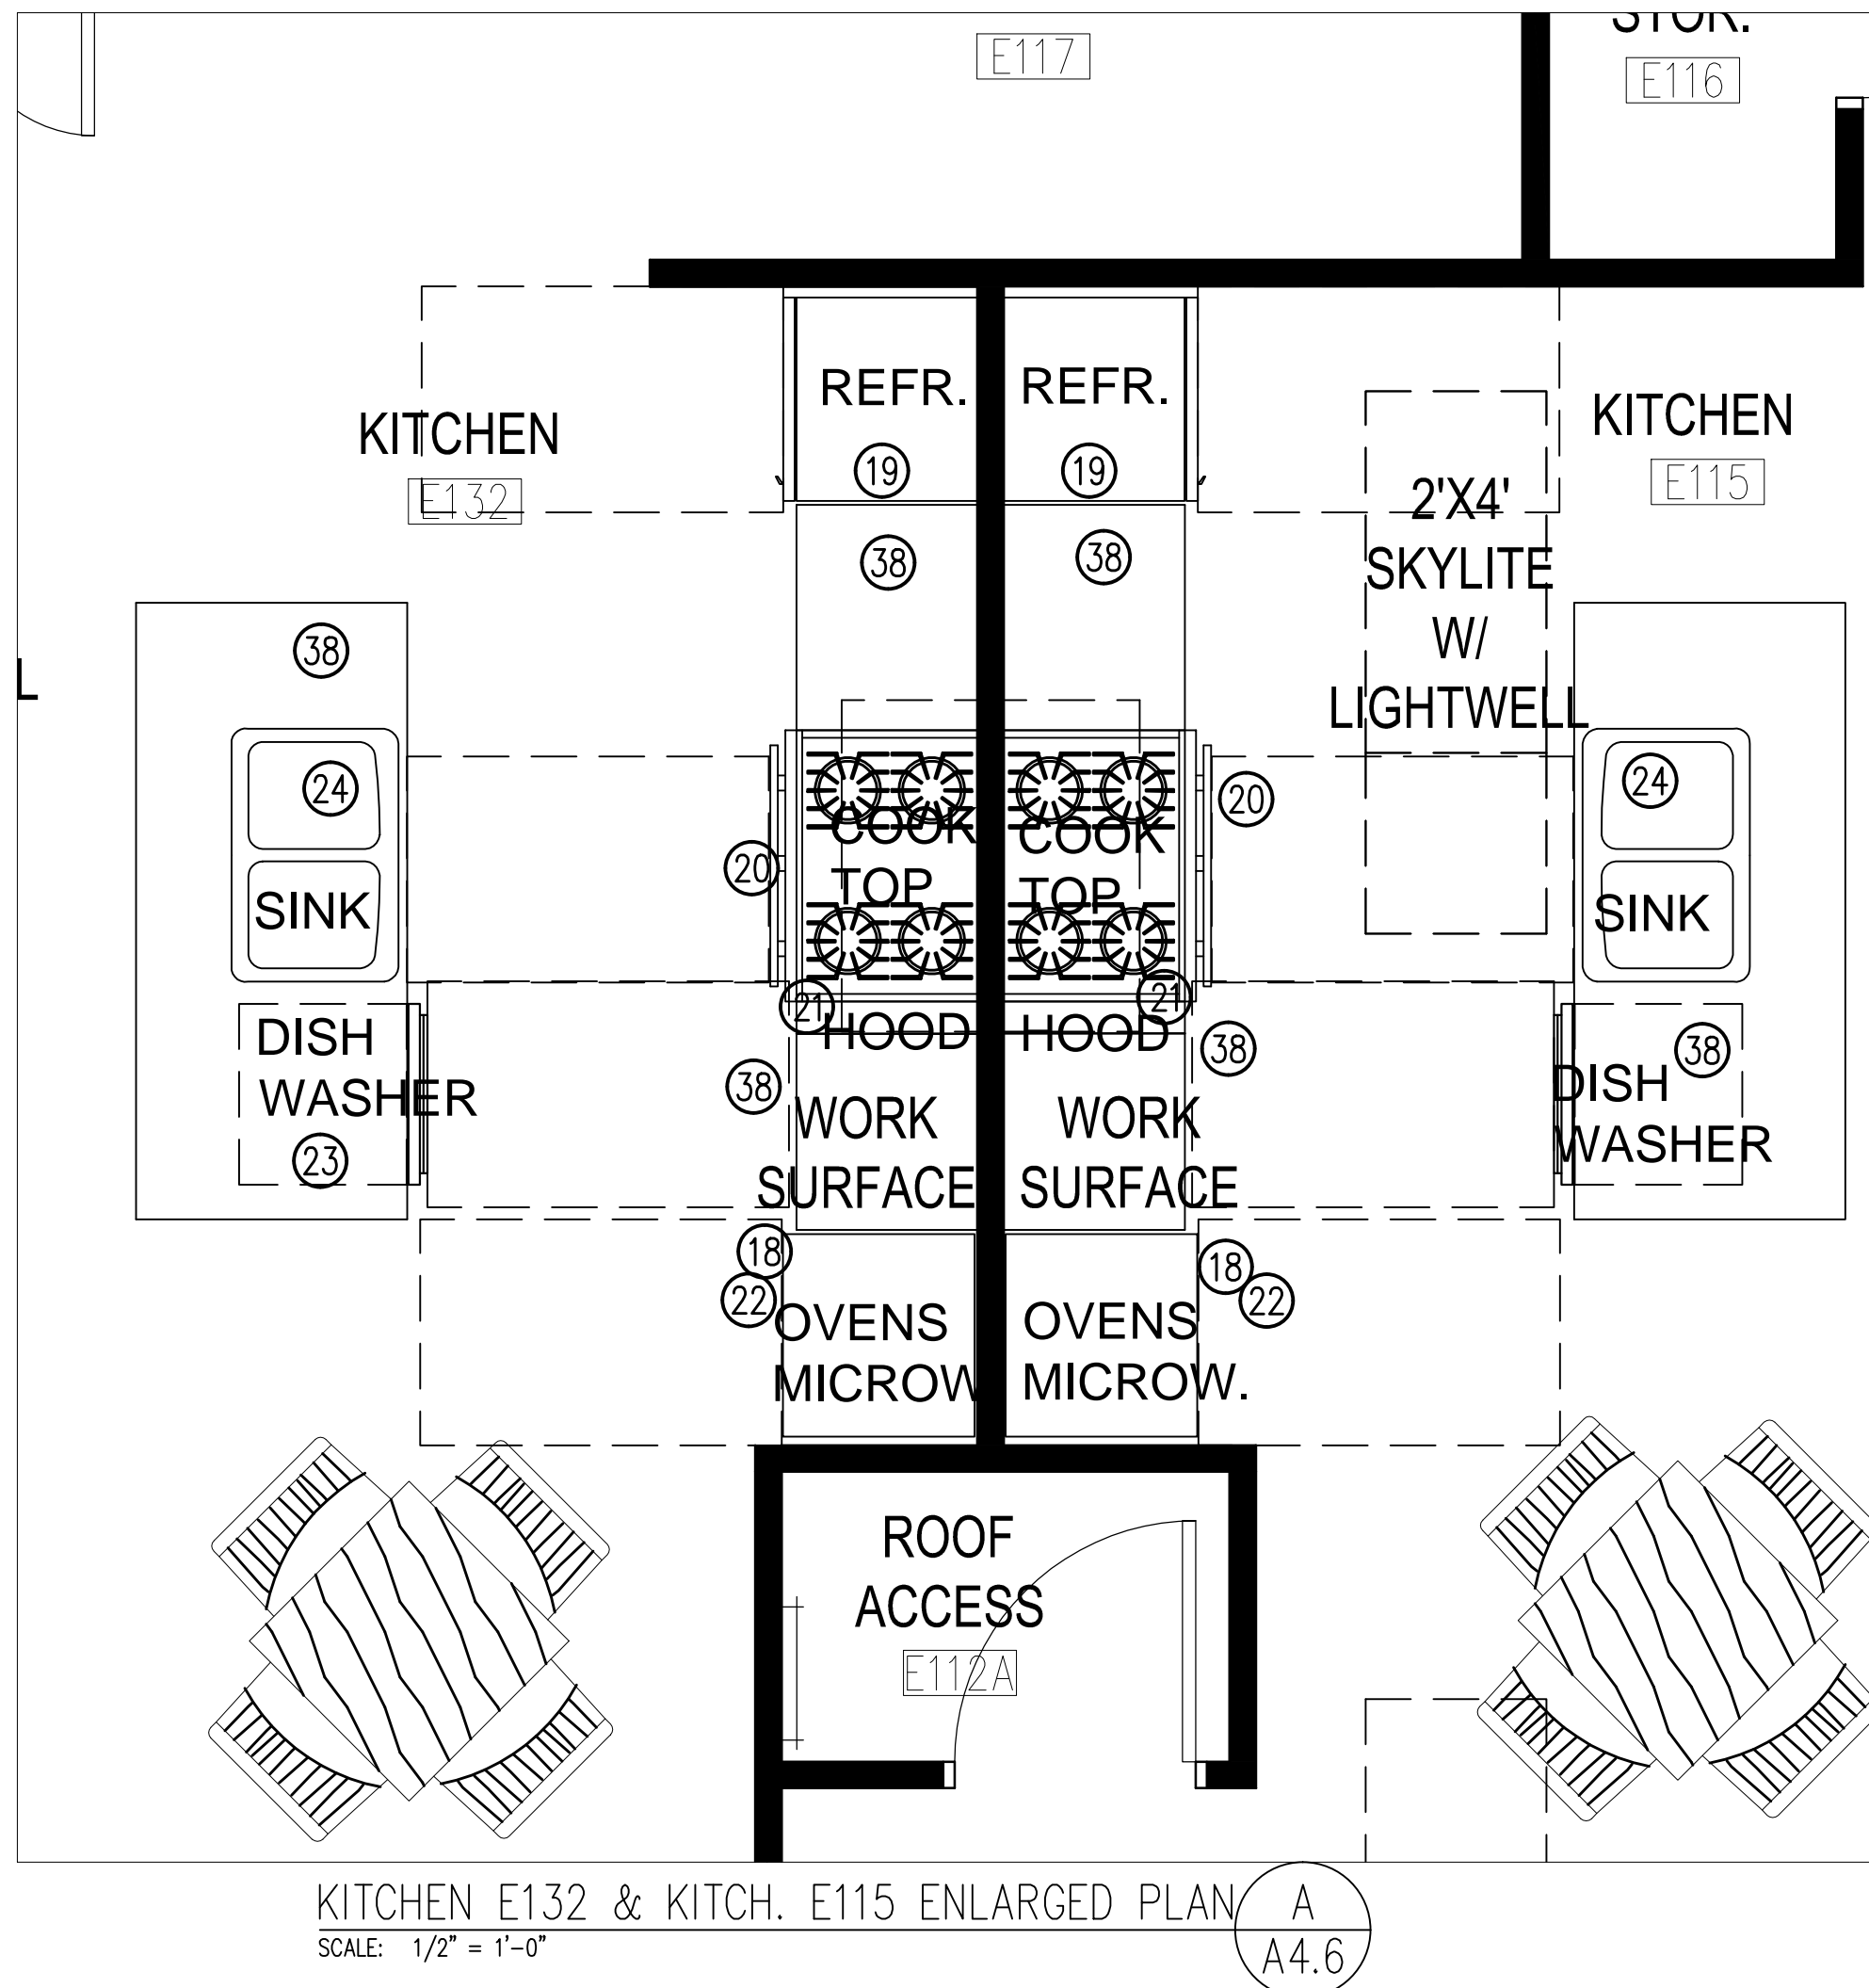 E117
STOR.
E116
REFR.
REFR.
KITCHEN
E132
KITCHEN
E115
19
19
2'X4'
SKYLITE
W/
LIGHTWELL
38
38
38
L
24
24
20
20
COOK
TOP
COOK
TOP
SINK
SINK
21
21
HOOD
HOOD
DISH
WASHER
23
38
38
38
DISH
WASHER
WORK
SURFACE
WORK
SURFACE
18
22
18
22
OVENS
MICROW
OVENS
MICROW.
ROOF
ACCESS
E112A
KITCHEN E132 & KITCH. E115 ENLARGED PLAN
SCALE: 1/2" = 1'-0"
A
A4.6